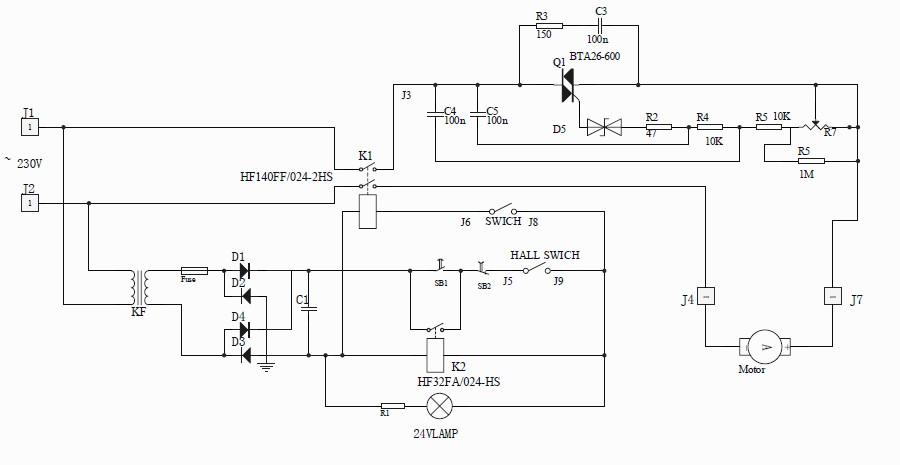 R3
150
C3
100n
Q1
BTA26-600
J3
C4
100n
C5
100n
D5
R2
47
R4
10K
R5 10K
R7
R5
1M
J1
1
~ 230V
J2
1
K1
HF140FF/024-2HS
J6
SWICH
J8
HALL SWICH
J5
J9
SB1
SB2
D1
D2
D4
D3
Fuse
KF
C1
K2
HF32FA/024-HS
R1
24VLAMP
J4
J7
Motor